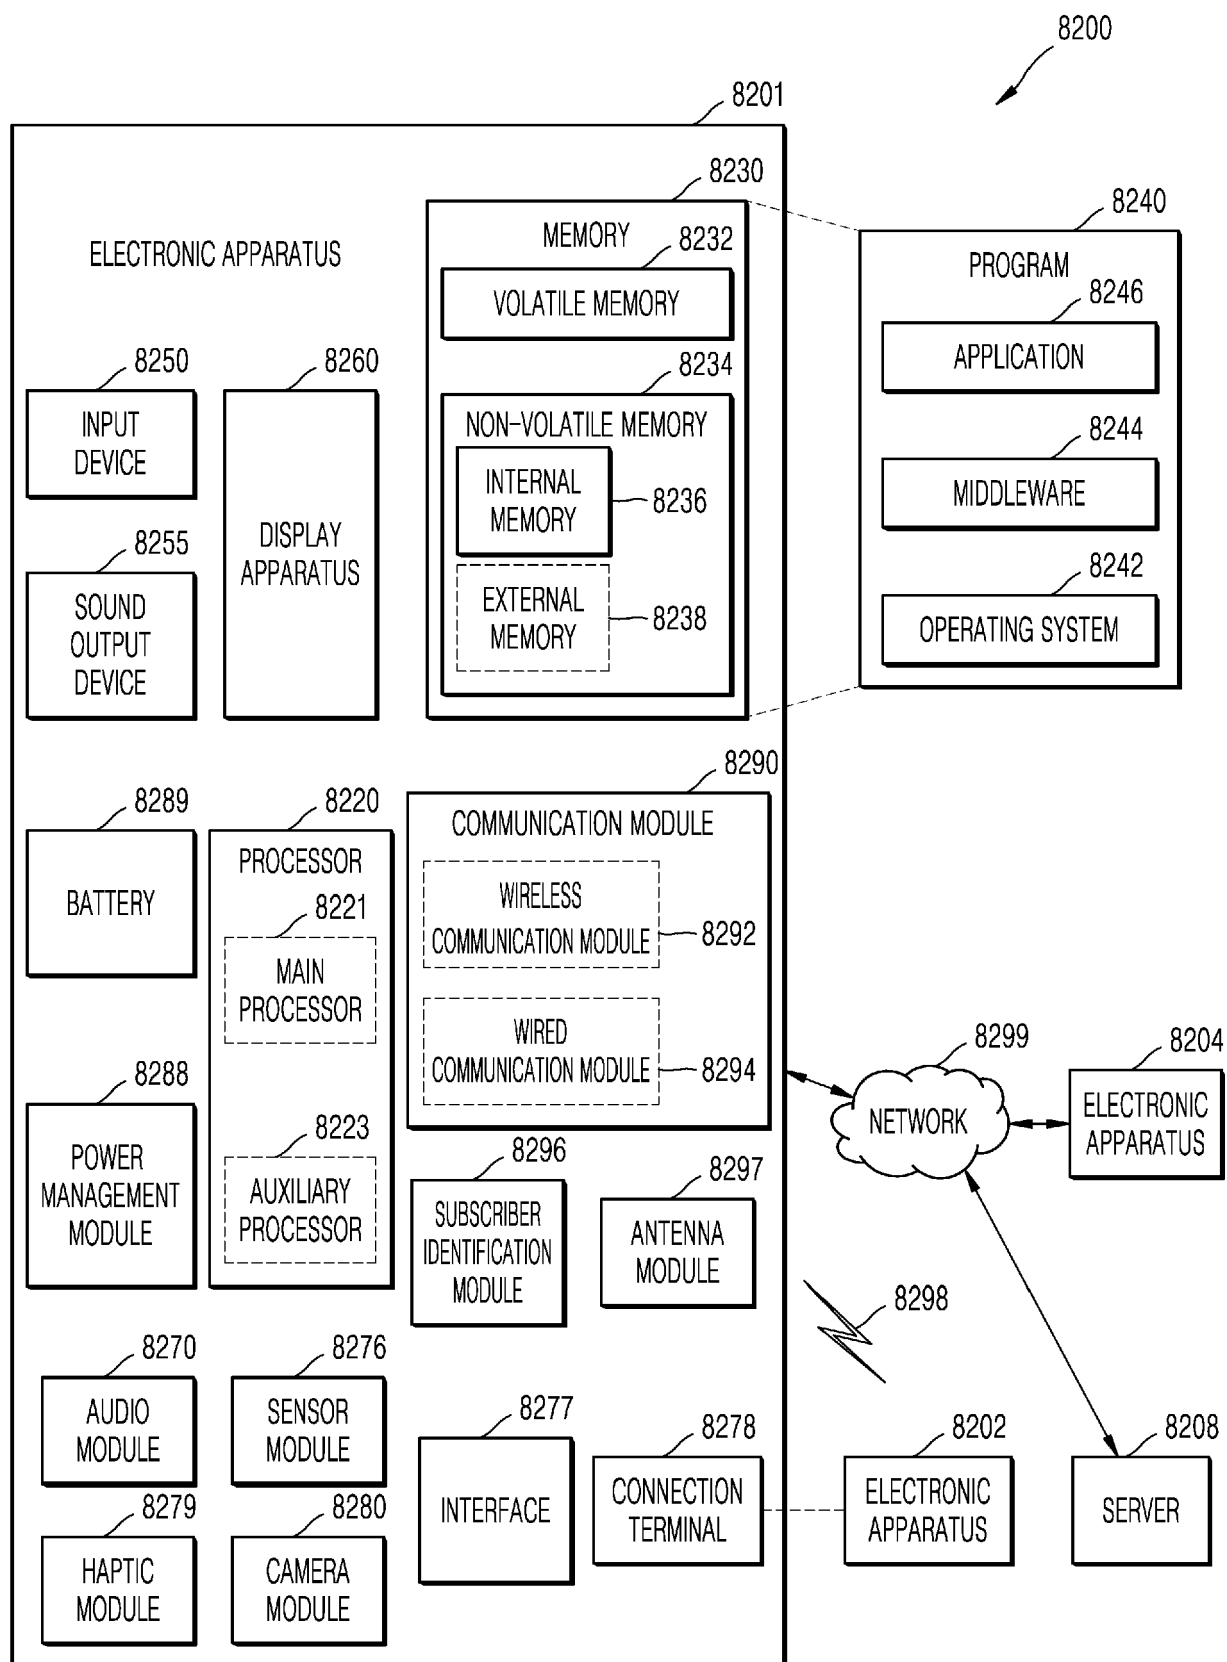 8200
8201
ELECTRONIC APPARATUS
8230
MEMORY
8232
VOLATILE MEMORY
8234
NON-VOLATILE MEMORY
INTERNAL
MEMORY
8236
EXTERNAL
MEMORY
8238
8240
PROGRAM
8246
APPLICATION
8244
MIDDLEWARE
8242
OPERATING SYSTEM
8250
INPUT
DEVICE
8260
DISPLAY
APPARATUS
8255
SOUND
OUTPUT
DEVICE
8289
BATTERY
8220
PROCESSOR
8221
MAIN
PROCESSOR
8223
AUXILIARY
PROCESSOR
8290
COMMUNICATION MODULE
WIRELESS
COMMUNICATION MODULE
8292
WIRED
COMMUNICATION MODULE
8294
8288
POWER
MANAGEMENT
MODULE
8296
SUBSCRIBER
IDENTIFICATION
MODULE
8297
ANTENNA
MODULE
8299
NETWORK
8204
ELECTRONIC
APPARATUS
8298
8270
AUDIO
MODULE
8276
SENSOR
MODULE
8277
INTERFACE
8278
CONNECTION
TERMINAL
8202
ELECTRONIC
APPARATUS
8208
SERVER
8279
HAPTIC
MODULE
8280
CAMERA
MODULE